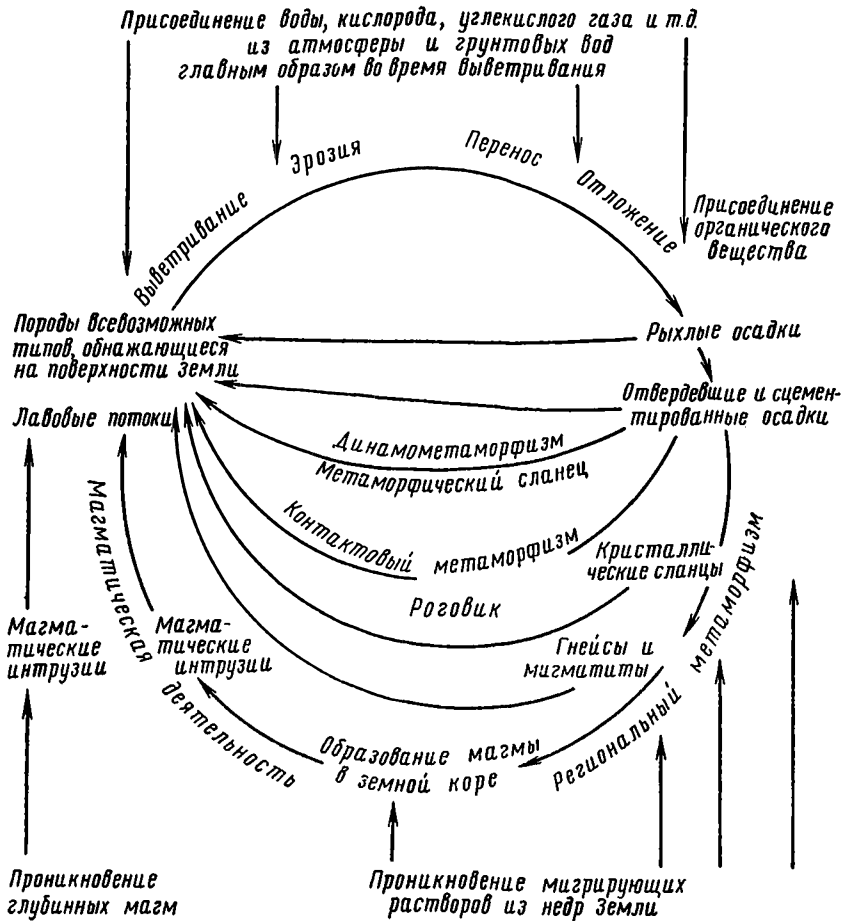 Присоединение воды, кислорода, углекислого газа и т.д.
из атмосферы и грунтовых вод
главным образом во время выветривания
Эрозия
Перенос
Выветривание
Отложение
Присоединение
органического
вещества
Породы всевозможных
типов, обнажающиеся
на поверхности земли
Рыхлые осадки
Лавовые потоки
Отвердевшие и сцемен-
тированные осадки
Динамометаморфизм
Метаморфический сланец
Контактовый метаморфизм
Роговик
Кристалли-
ческие сланцы
Гнейсы и
мигматиты
Региональный метаморфизм
Магматическая деятельность
Магма-
тические
интрузии
Магма-
тические
интрузии
Образование магмы
в земной коре
Проникновение
глубинных магм
Проникновение мигрирующих
растворов из недр Земли